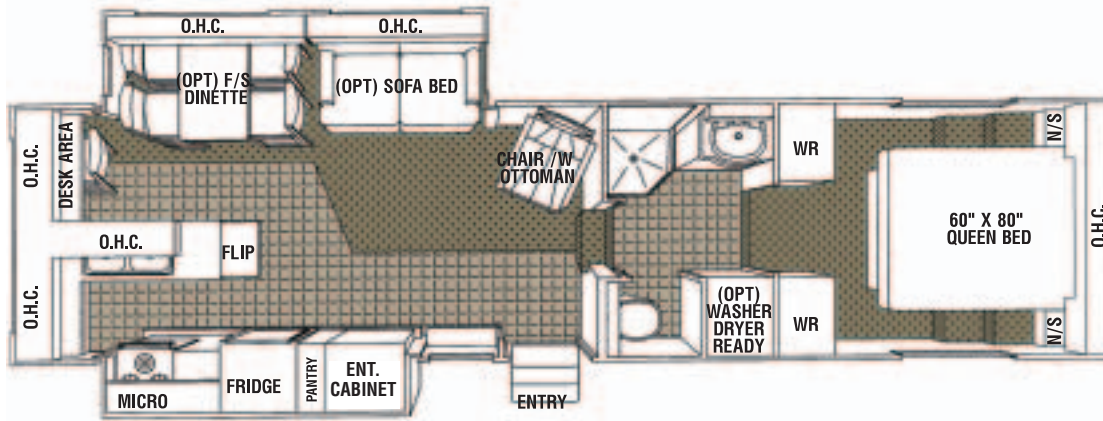 O.H.C.
O.H.C.
(OPT) F/S
DINETTE
(OPT) SOFA BED
O.H.C.
DESK AREA
CHAIR /W
OTTOMAN
WR
N/S
O.H.C.
FLIP
60" X 80"
QUEEN BED
O.H.C.
O.H.C.
(OPT)
WASHER
DRYER
READY
WR
N/S
MICRO
FRIDGE
PANTRY
ENT.
CABINET
ENTRY